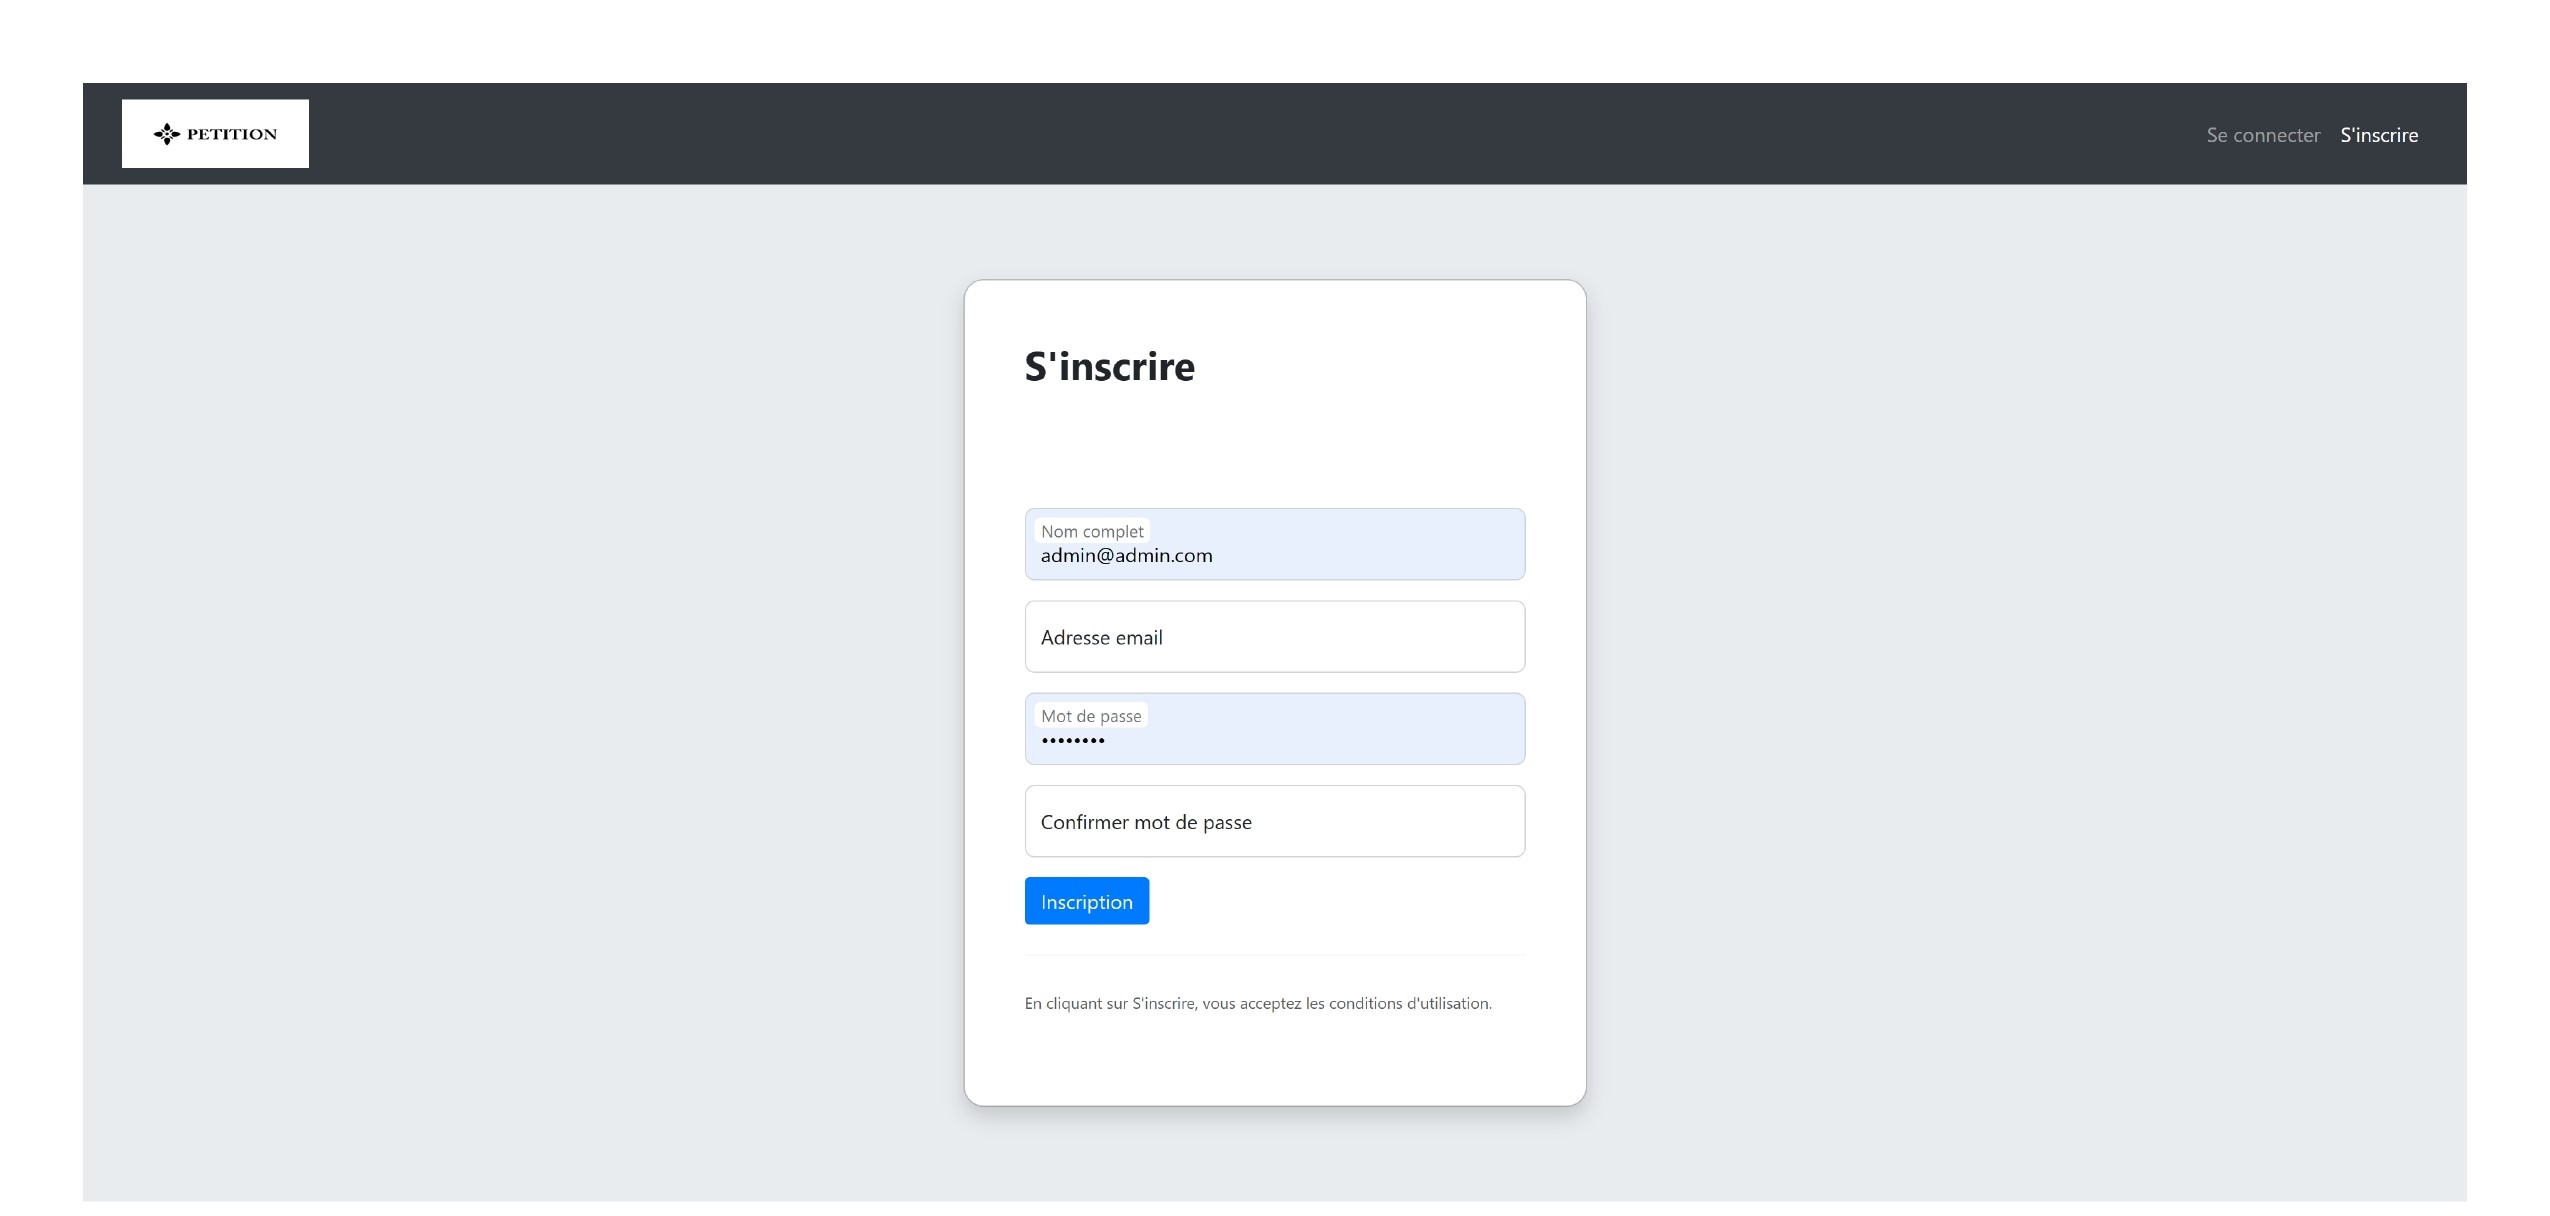 PETITION
Se connecter S'inscrire
S'inscrire
Nom complet
admin@admin.com
Adresse email
Mot de passe
••••••••
Confirmer mot de passe
Inscription
En cliquant sur S'inscrire, vous acceptez les conditions d'utilisation.